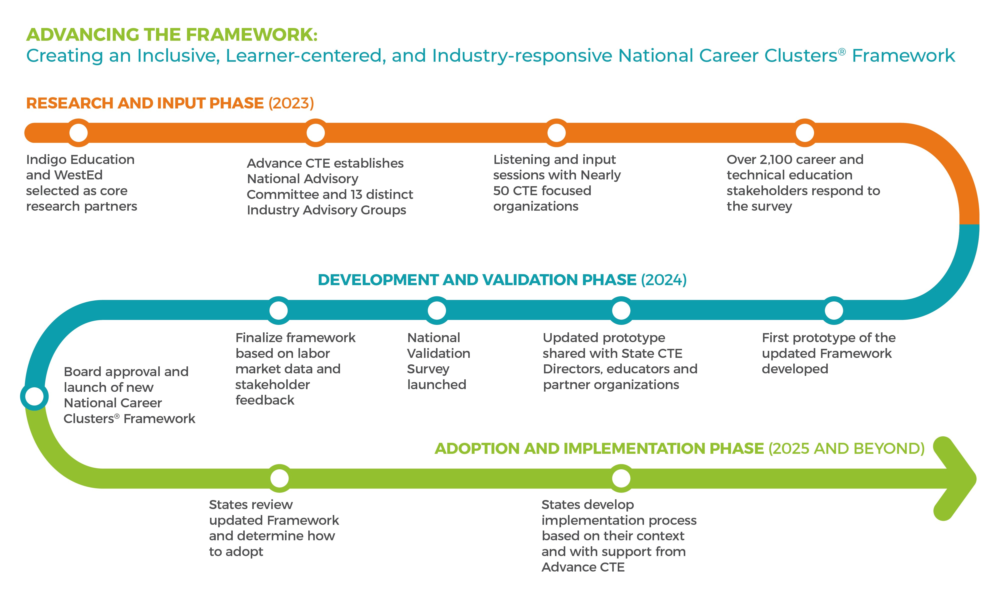 ADVANCING THE FRAMEWORK:
Creating an Inclusive, Learner-centered, and Industry-responsive National Career Clusters® Framework
RESEARCH AND INPUT PHASE (2023)
Indigo Education
and WestEd
selected as core
research partners
Advance CTE establishes
National Advisory
Committee and 13 distinct
Industry Advisory Groups
Listening and input
sessions with Nearly
50 CTE focused
organizations
Over 2,100 career and
technical education
stakeholders respond to
the survey
DEVELOPMENT AND VALIDATION PHASE (2024)
First prototype of the
updated Framework
developed
Updated prototype
shared with State CTE
Directors, educators and
partner organizations
National
Validation
Survey
launched
Finalize framework
based on labor
market data and
stakeholder
feedback
Board approval and
launch of new
National Career
Clusters® Framework
ADOPTION AND IMPLEMENTATION PHASE (2025 AND BEYOND)
States review
updated Framework
and determine how
to adopt
States develop
implementation process
based on their context
and with support from
Advance CTE